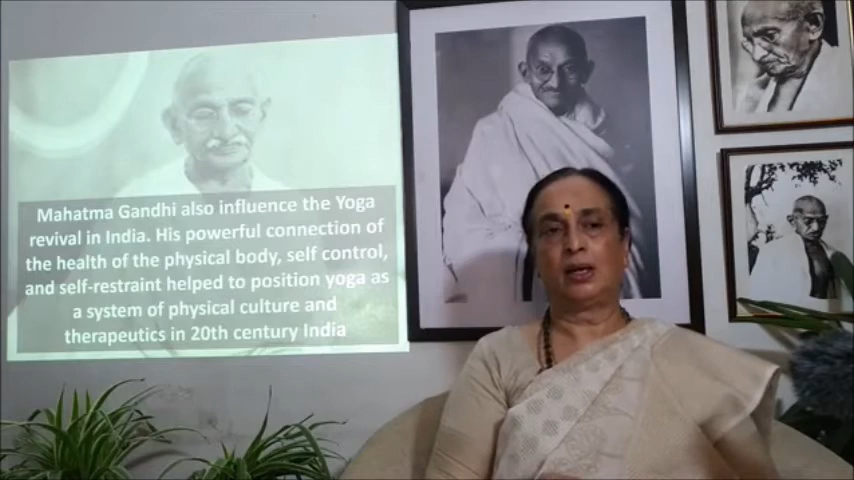 Mahatma Gandhi also influence the Yoga
revival in India. His powerful connection of
the health of the physical body, self control,
and self-restraint helped to position yoga as
a system of physical culture and
therapeutics in 20th century India